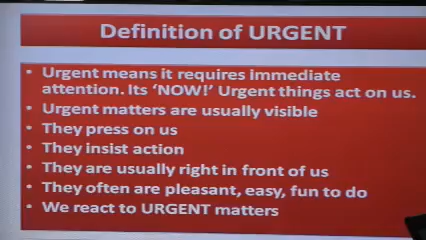 Definition of URGENT
• Urgent means it requires immediate
attention. Its ‘NOW!’ Urgent things act on us.
• Urgent matters are usually visible
• They press on us
• They insist action
• They are usually right in front of us
• They often are pleasant, easy, fun to do
• We react to URGENT matters